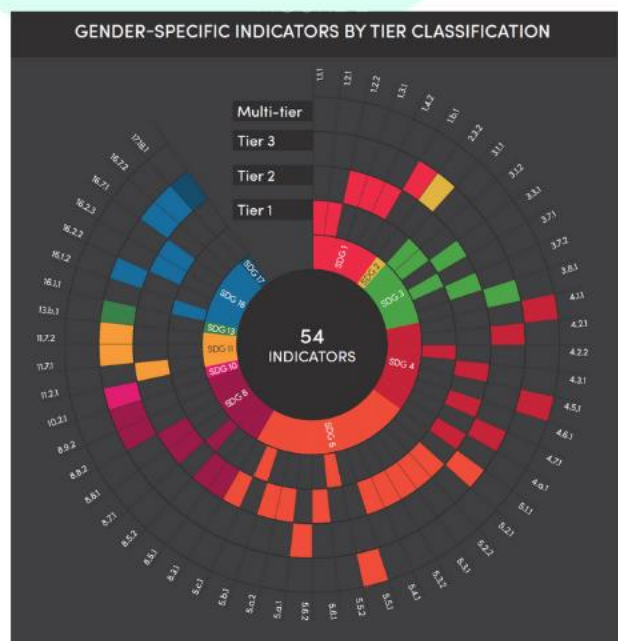 GENDER-SPECIFIC INDICATORS BY TIER CLASSIFICATION
Multi-tier
Tier 3
Tier 2
Tier 1
1.1.1
1.2.1
1.2.2
1.3.1
1.4.2
1.b.1
2.3.2
3.1.1
3.1.2
3.3.1
3.7.1
3.7.2
3.8.1
4.1.1
4.2.1
4.2.2
4.3.1
4.5.1
4.6.1
4.7.1
4.a.1
5.1.1
5.2.1
5.2.2
5.3.1
5.3.2
5.4.1
5.5.1
5.5.2
5.6.1
5.6.2
5.a.1
5.a.2
5.b.1
5.c.1
8.3.1
8.5.1
8.5.2
8.7.1
8.8.1
8.8.2
8.9.2
10.2.1
11.2.1
11.7.1
11.7.2
13.b.1
16.1.1
16.1.2
16.2.2
16.2.3
16.7.1
16.7.2
17.18.1
SDG 1
SDG 2
SDG 3
SDG 4
SDG 5
SDG 8
SDG 10
SDG 11
SDG 13
SDG 16
SDG 17
54
INDICATORS